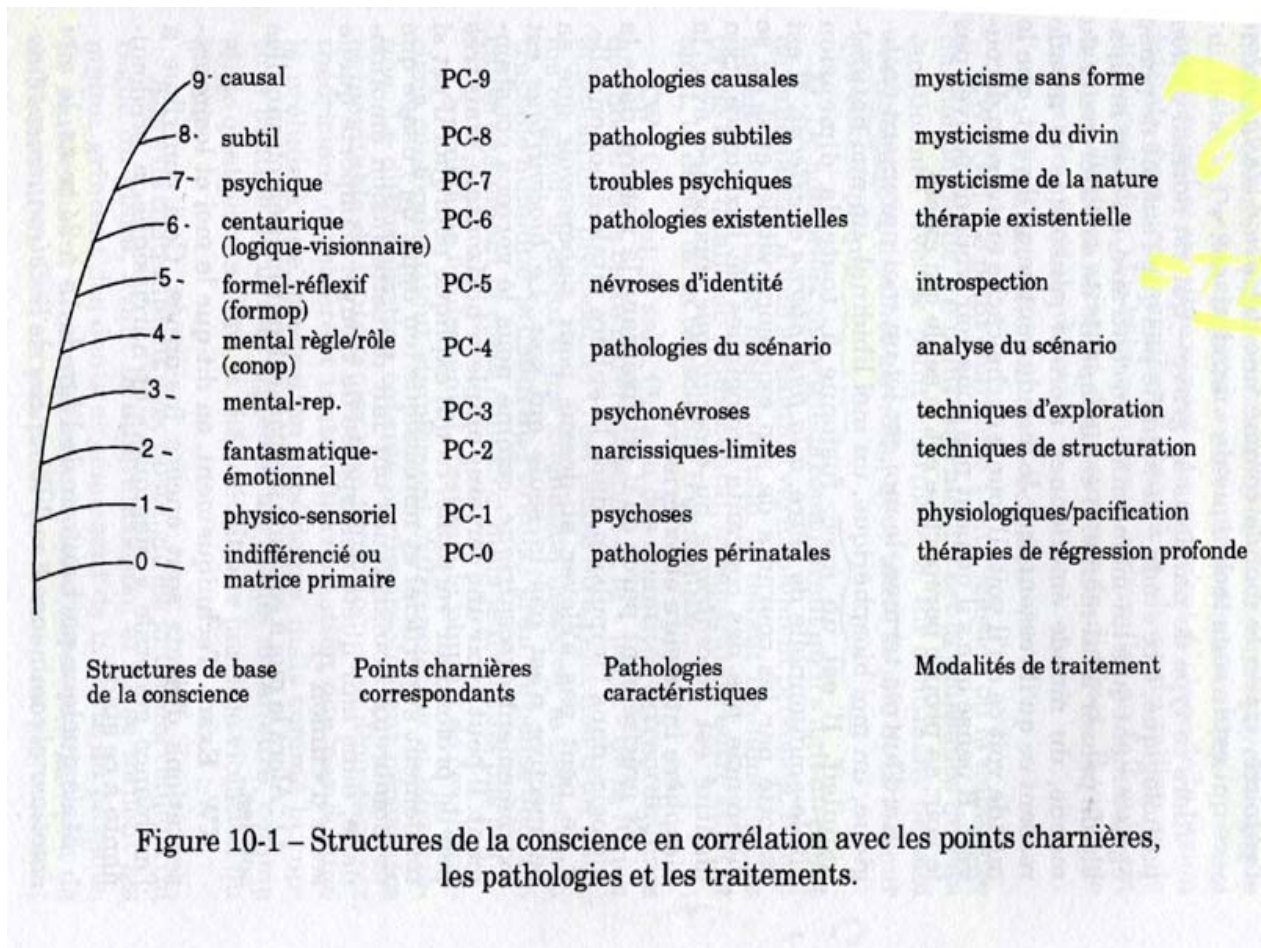 9· causal PC-9 pathologies causales mysticisme sans forme
8· subtil PC-8 pathologies subtiles mysticisme du divin
7- psychique PC-7 troubles psychiques mysticisme de la nature
6· centaurique PC-6 pathologies existentielles thérapie existentielle
(logique-visionnaire)
5- formel-réflexif PC-5 névroses d'identité introspection
(formop)
4- mental règle/rôle PC-4 pathologies du scénario analyse du scénario
(conop)
3- mental-rep. PC-3 psychonévroses techniques d'exploration
2- fantasmatique- PC-2 narcissiques-limites techniques de structuration
émotionnel
1- physico-sensoriel PC-1 psychoses physiologiques/pacification
0- indifférencié ou PC-0 pathologies périnatales thérapies de régression profonde
matrice primaire
Structures de base Points charnières Pathologies Modalités de traitement
de la conscience correspondants caractéristiques
Figure 10-1 – Structures de la conscience en corrélation avec les points charnières,
les pathologies et les traitements.